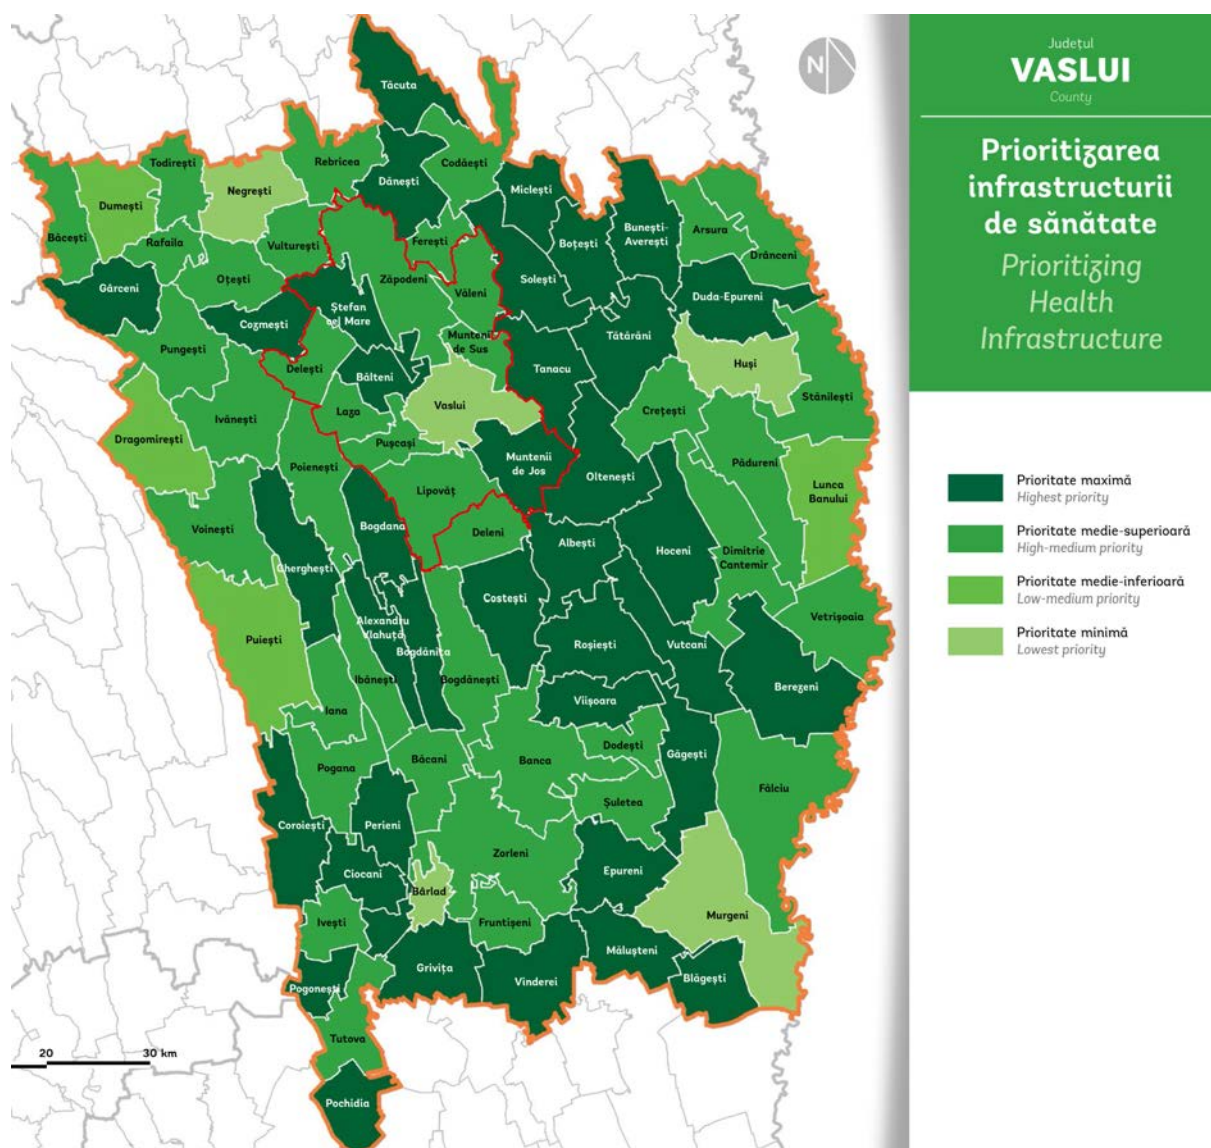 Județul
VASLUI
County
Prioritizarea
infrastructurii
de sănătate
Prioritizing
Health
Infrastructure
Prioritate maximă
Highest priority
Prioritate medie-superioară
High-medium priority
Prioritate medie-inferioară
Low-medium priority
Prioritate minimă
Lowest priority
N
Tăcuta
Todirești
Rebricea
Codăești
Dănești
Miclești
Negrești
Dumești
Băcești
Rafaila
Vulturești
Ferești
Boțești
Bunești-
Averești
Arsura
Drânceni
Gârceni
Oțești
Zăpodeni
Văleni
Solești
Duda-Epureni
Ștefan
cel Mare
Cozmești
Pungești
Muntenii
de Sus
Tătărăni
Delești
Bălteni
Tanacu
Huși
Stănilești
Vaslui
Laza
Crețești
Ivănești
Dragomirești
Pușcași
Poienești
Muntenii
de Jos
Pădureni
Lunca
Banului
Oltenești
Lipovăț
Bogdana
Voinești
Deleni
Albești
Hoceni
Dimitrie
Cantemir
Gherghești
Costești
Vetrișoaia
Alexandru
Vlahuță
Puiești
Roșiești
Vutcani
Bogdănița
Ibănești
Bogdănești
Berezeni
Viișoara
Iana
Dodești
Găgești
Pogana
Băcani
Banca
Fălciu
Șuletea
Coroiești
Perieni
Zorleni
Epureni
Ciocani
Bârlad
Murgeni
Ivești
Fruntișeni
Mălușteni
Grivița
Vinderei
Blăgești
Pogonești
Tutova
20 30 km
Pochidia